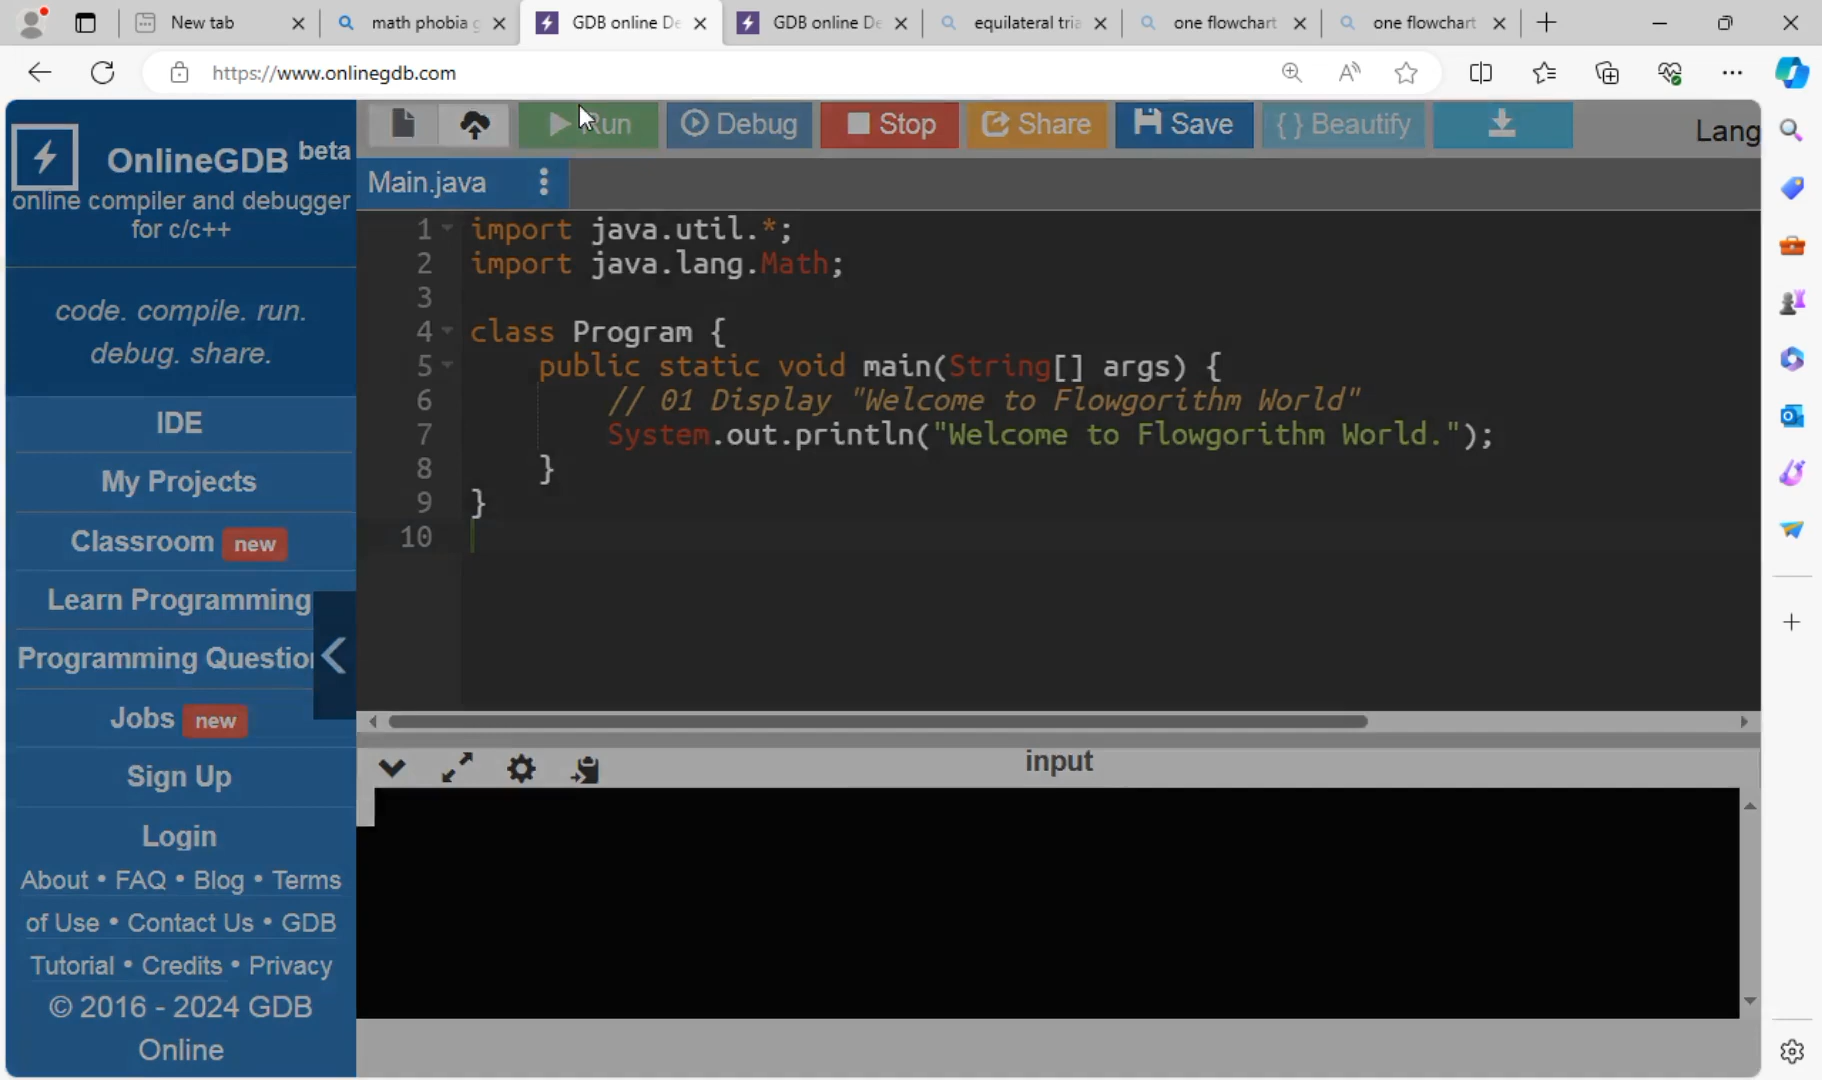 New tab
math phobia
GDB online De
GDB online De
equilateral tria
one flowchart
one flowchart
https://www.onlinegdb.com
OnlineGDB beta
online compiler and debugger
for c/c++
code. compile. run.
debug. share.
IDE
My Projects
Classroom new
Learn Programming
Programming Question
Jobs new
Sign Up
Login
About • FAQ • Blog • Terms
of Use • Contact Us • GDB
Tutorial • Credits • Privacy
© 2016 - 2024 GDB
Online
Run
Debug
Stop
Share
Save
{ } Beautify
Lang
Main.java
1 import java.util.*;
2 import java.lang.Math;
3
4 class Program {
5 public static void main(String[] args) {
6 // 01 Display "Welcome to Flowgorithm World"
7 System.out.println("Welcome to Flowgorithm World.");
8 }
9 }
10
input